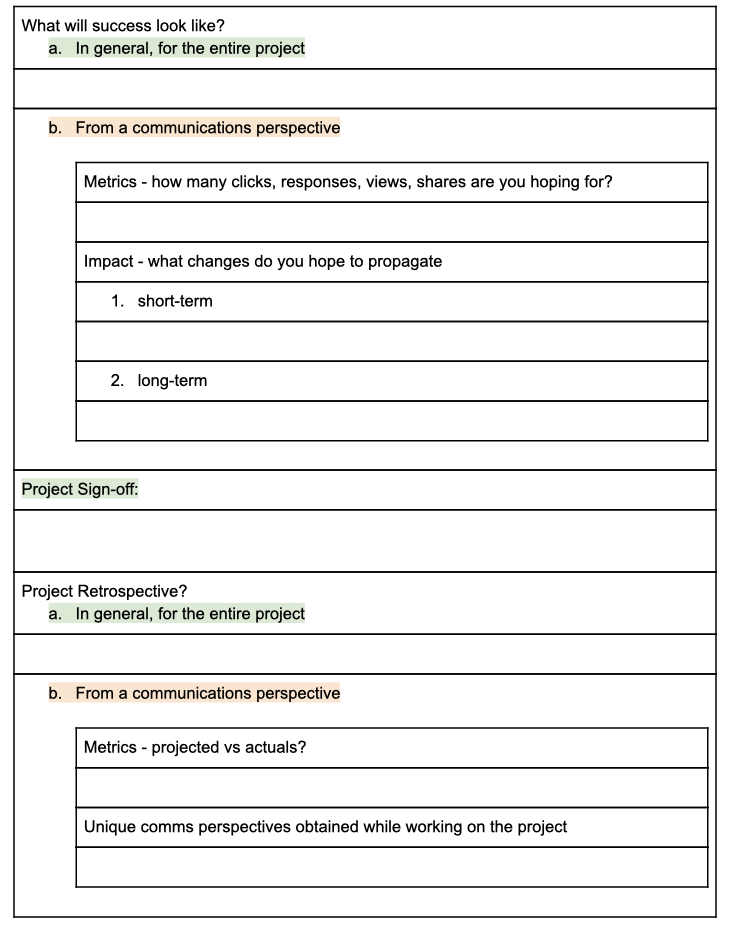 What will success look like?
a. In general, for the entire project
b. From a communications perspective
Metrics - how many clicks, responses, views, shares are you hoping for?
Impact - what changes do you hope to propagate
1. short-term
2. long-term
Project Sign-off:
Project Retrospective?
a. In general, for the entire project
b. From a communications perspective
Metrics - projected vs actuals?
Unique comms perspectives obtained while working on the project